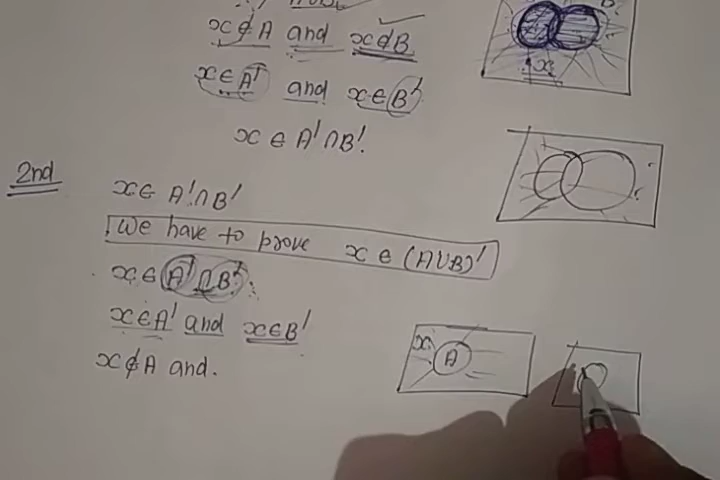 A∪B
x∉A and x∉B
x∈A' and x∈B'
x ∈ A'∩B'.
2nd x∈ A'∩B'
We have to prove x ∈ (A∪B)'
x∈ A'∩B'
x∈A' and x∈B'
x∉A and.
B
x
x A